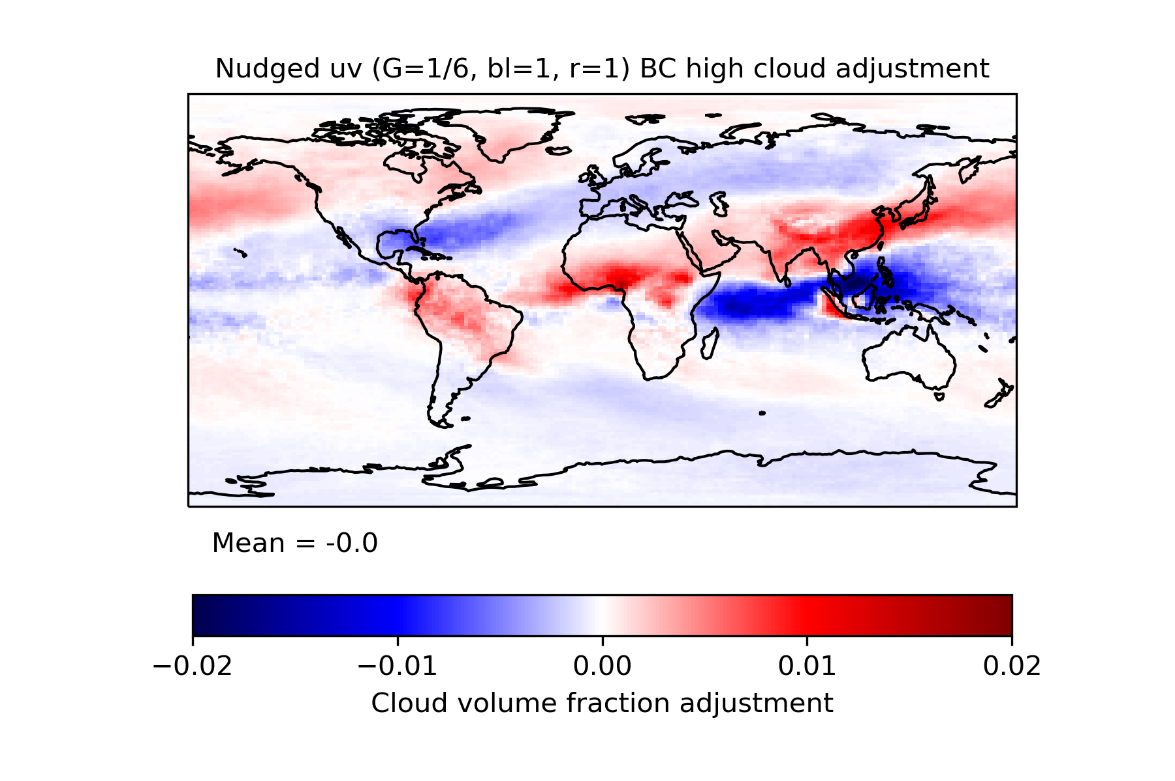 Nudged uv (G=1/6, bl=1, r=1) BC high cloud adjustment
Mean = -0.0
−0.02 −0.01 0.00 0.01 0.02
Cloud volume fraction adjustment